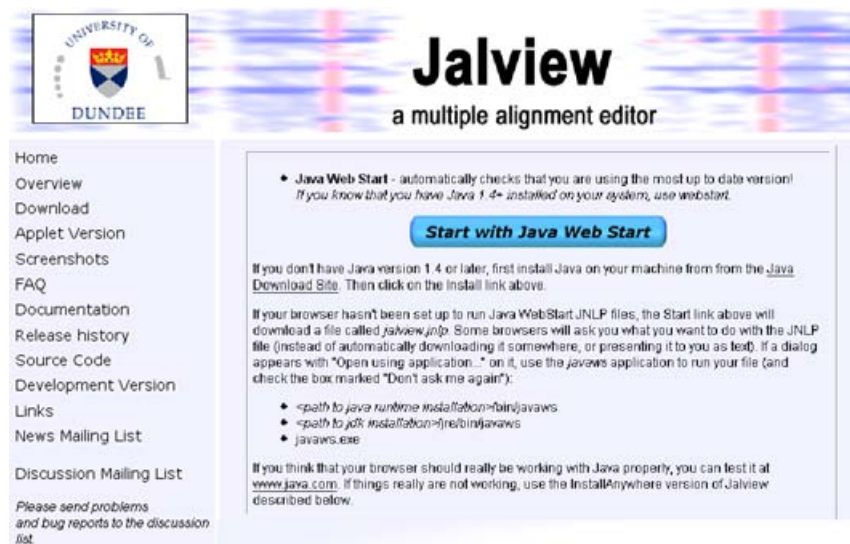 UNIVERSITY OF
DUNDEE
Jalview
a multiple alignment editor
Home
Overview
Download
Applet Version
Screenshots
FAQ
Documentation
Release history
Source Code
Development Version
Links
News Mailing List
Discussion Mailing List
Please send problems
and bug reports to the discussion
list.
• Java Web Start - automatically checks that you are using the most up to date version!
If you know that you have Java 1.4+ installed on your system, use webstart.
Start with Java Web Start
If you don't have Java version 1.4 or later, first install Java on your machine from from the Java
Download Site. Then click on the Install link above.
If your browser hasn't been set up to run Java WebStart JNLP files, the Start link above will
download a file called jalview.jnlp. Some browsers will ask you what you want to do with the JNLP
file (instead of automatically downloading it somewhere, or presenting it to you as text). If a dialog
appears with "Open using application..." on it, use the javaws application to run your file (and
check the box marked "Don't ask me again"):
• <path to java runtime installation>/bin/javaws
• <path to jdk installation>/jre/bin/javaws
• javaws.exe
If you think that your browser should really be working with Java properly, you can test it at
www.java.com. If things really are not working, use the InstallAnywhere version of Jalview
described below.